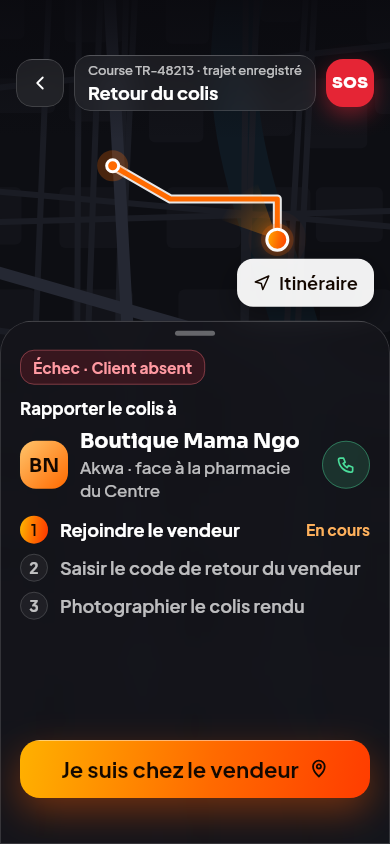 Course TR-48213 · trajet enregistré
Retour du colis
SOS
Itinéraire
Échec · Client absent
Rapporter le colis à
BN
Boutique Mama Ngo
Akwa · face à la pharmacie
du Centre
1 Rejoindre le vendeur En cours
2 Saisir le code de retour du vendeur
3 Photographier le colis rendu
Je suis chez le vendeur